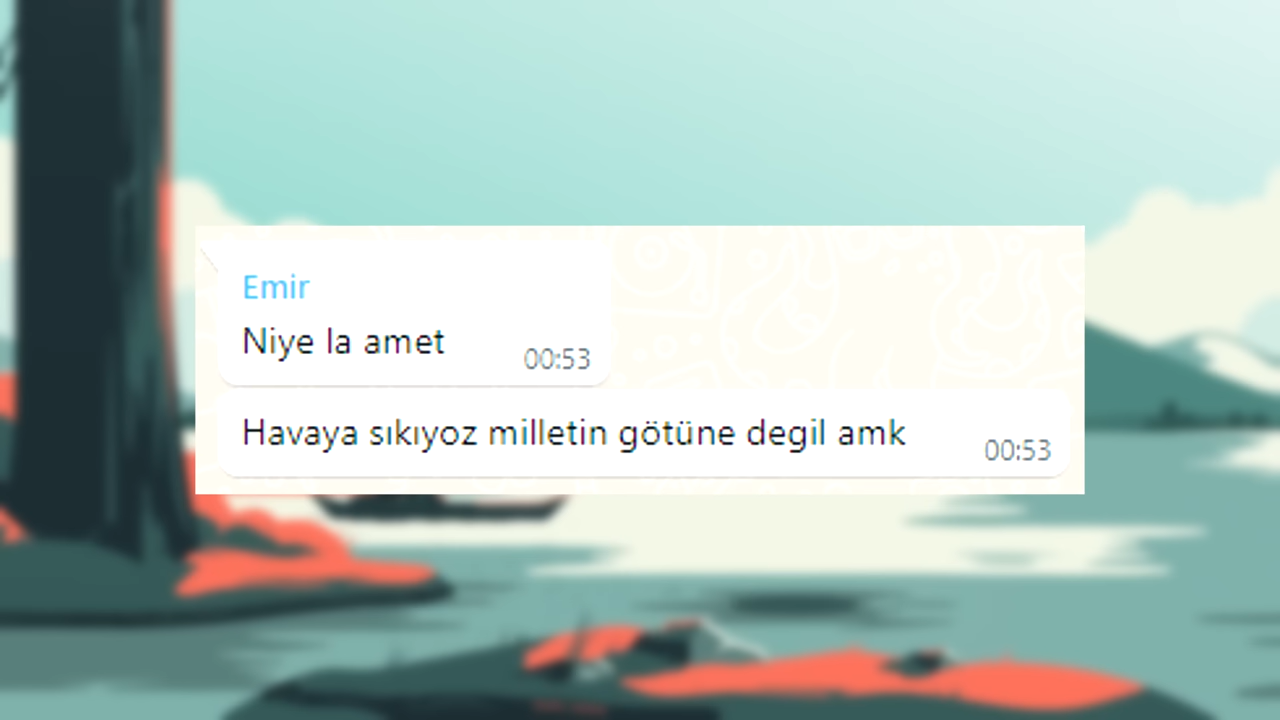 Emir
Niye la amet
00:53
Havaya sıkıyoz milletin götüne degil amk
00:53